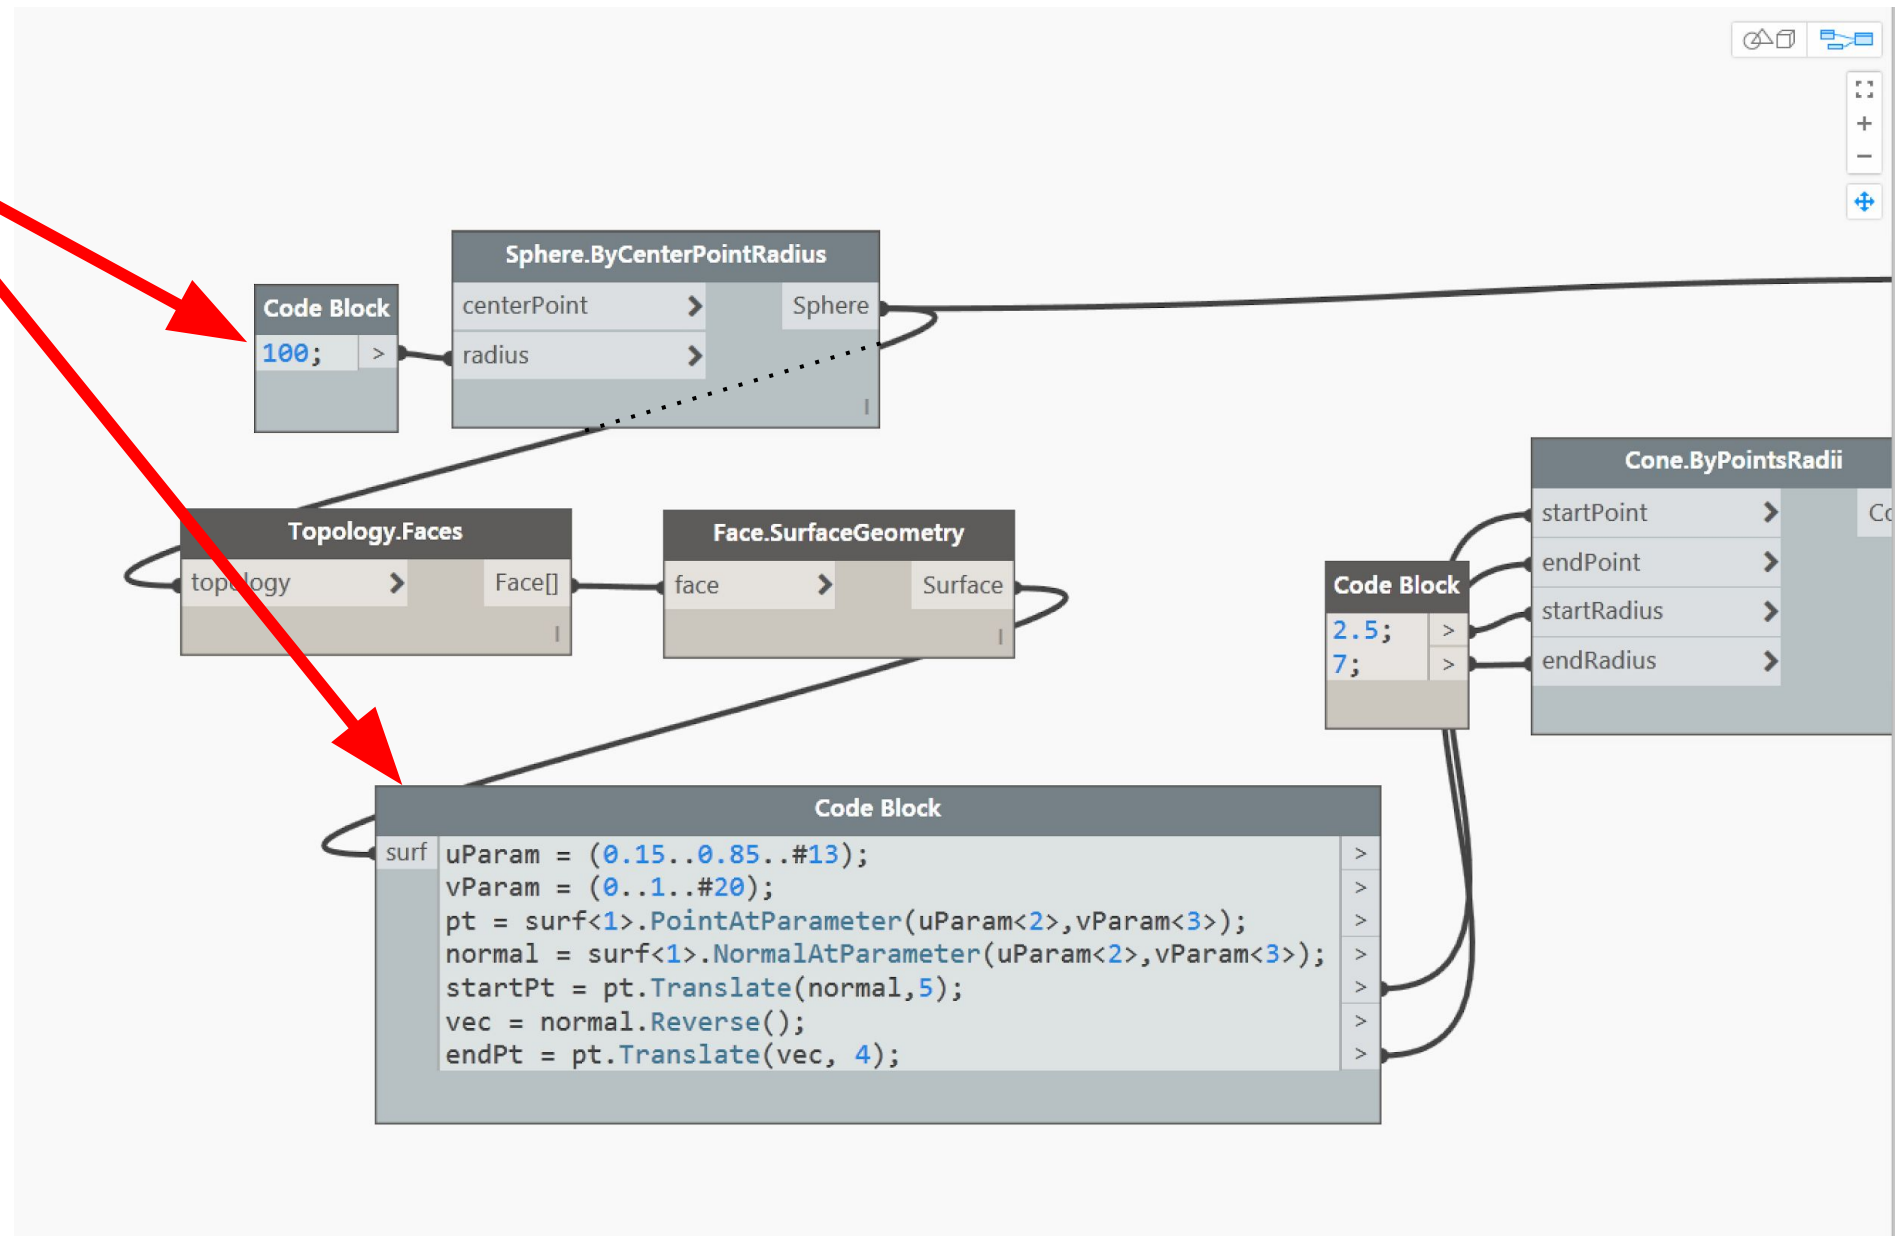 Sphere.ByCenterPointRadius
centerPoint > Sphere
radius >
Code Block
100; >
Topology.Faces
topology > Face[]
Face.SurfaceGeometry
face > Surface
Cone.ByPointsRadii
startPoint >
endPoint >
startRadius >
endRadius >
Code Block
2.5; >
7; >
Code Block
surf uParam = (0.15..0.85..#13); >
vParam = (0..1..#20); >
pt = surf<1>.PointAtParameter(uParam<2>,vParam<3>); >
normal = surf<1>.NormalAtParameter(uParam<2>,vParam<3>); >
startPt = pt.Translate(normal,5); >
vec = normal.Reverse(); >
endPt = pt.Translate(vec, 4); >